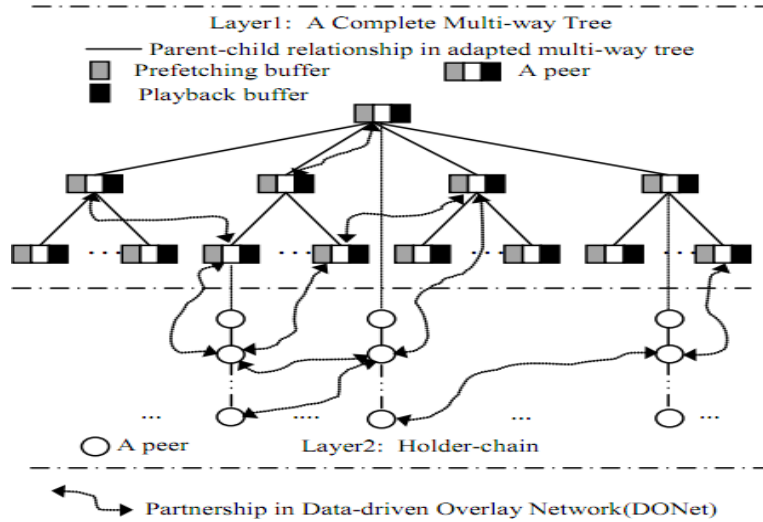 Layer1: A Complete Multi-way Tree
Parent-child relationship in adapted multi-way tree
Prefetching buffer
A peer
Playback buffer
... ... ... ...
... .... ... ...
A peer
Layer2: Holder-chain
Partnership in Data-driven Overlay Network(DONet)